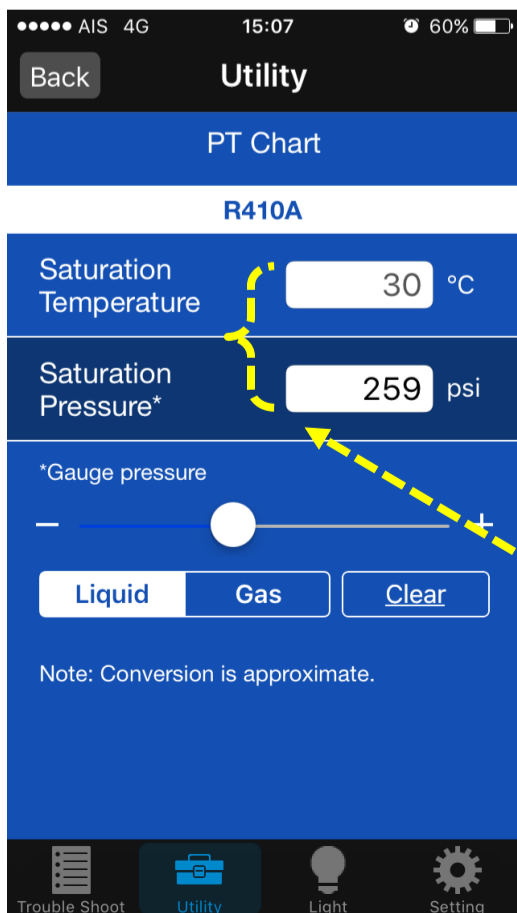 ●●●●● AIS 4G 15:07 60%
Back Utility
PT Chart
R410A
Saturation
Temperature
30 °C
Saturation
Pressure*
259 psi
*Gauge pressure
− +
Liquid Gas Clear
Note: Conversion is approximate.
Trouble Shoot Utility Light Setting